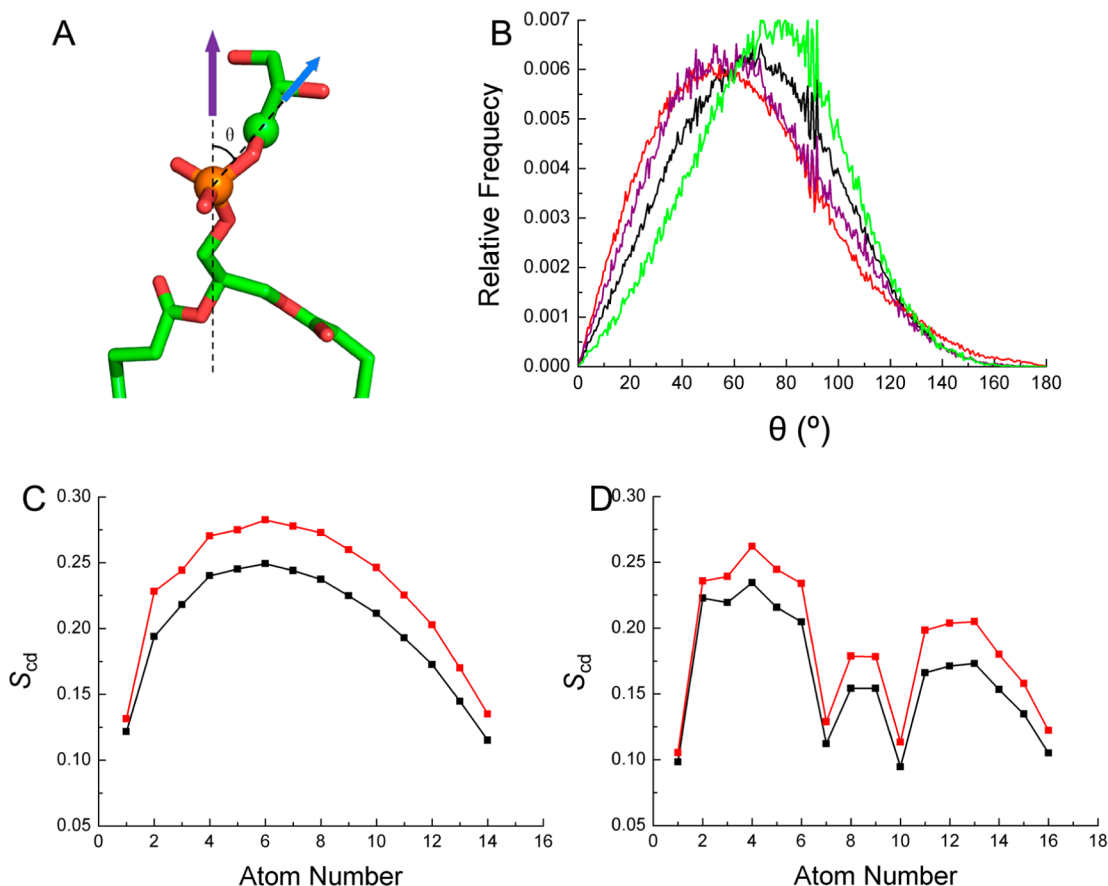 A
θ
B
Relative Frequecy
0.007
0.006
0.005
0.004
0.003
0.002
0.001
0.000
0 20 40 60 80 100 120 140 160 180
θ (º)
C
Scd
0.30
0.25
0.20
0.15
0.10
0.05
0 2 4 6 8 10 12 14 16
Atom Number
D
Scd
0.30
0.25
0.20
0.15
0.10
0.05
0 2 4 6 8 10 12 14 16 18
Atom Number